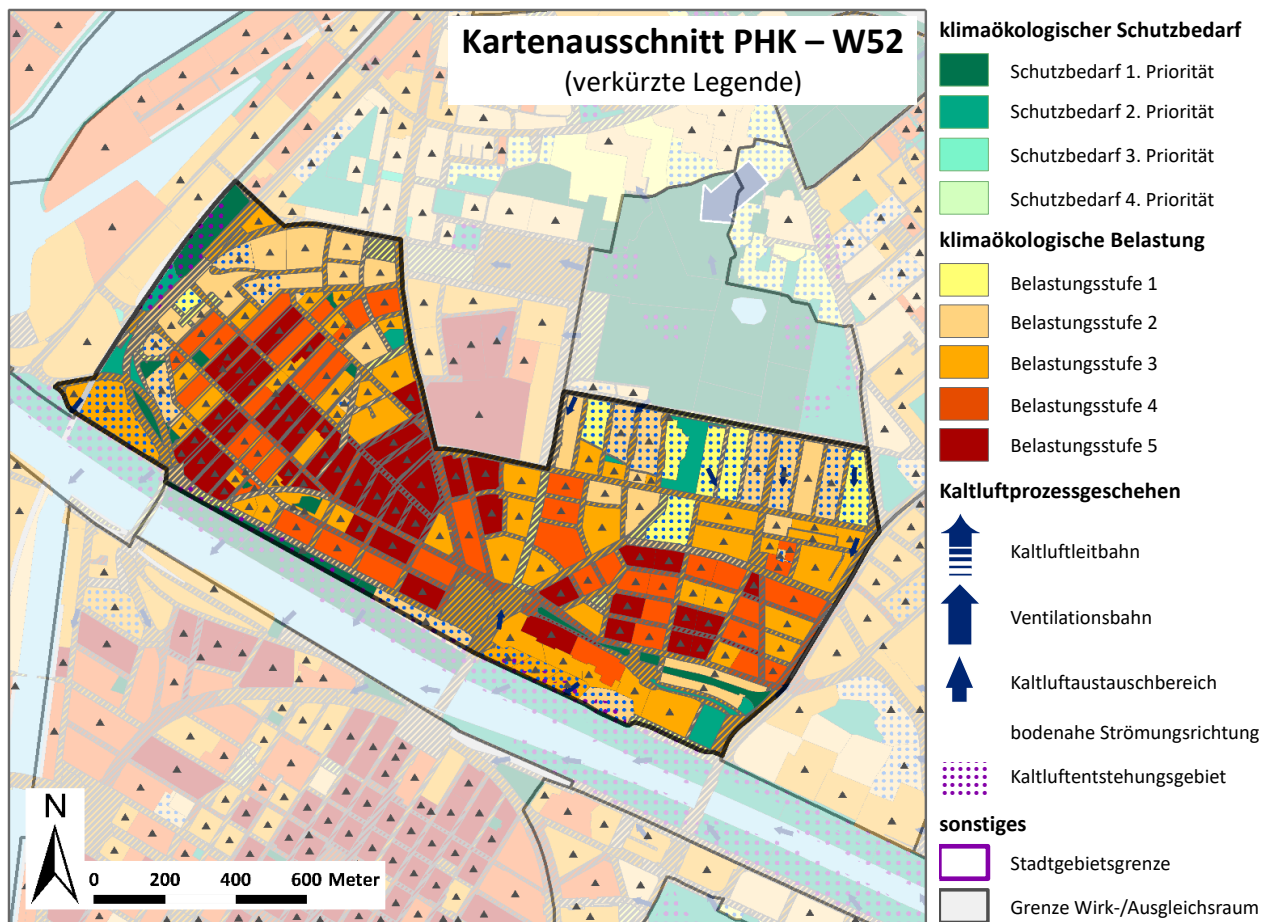 Kartenausschnitt PHK – W52
(verkürzte Legende)
klimaökologischer Schutzbedarf
Schutzbedarf 1. Priorität
Schutzbedarf 2. Priorität
Schutzbedarf 3. Priorität
Schutzbedarf 4. Priorität
klimaökologische Belastung
Belastungsstufe 1
Belastungsstufe 2
Belastungsstufe 3
Belastungsstufe 4
Belastungsstufe 5
Kaltluftprozessgeschehen
Kaltluftleitbahn
Ventilationsbahn
Kaltluftaustauschbereich
bodennahe Strömungsrichtung
Kaltluftentstehungsgebiet
sonstiges
Stadtgebietsgrenze
Grenze Wirk-/Ausgleichsraum
N
0 200 400 600 Meter